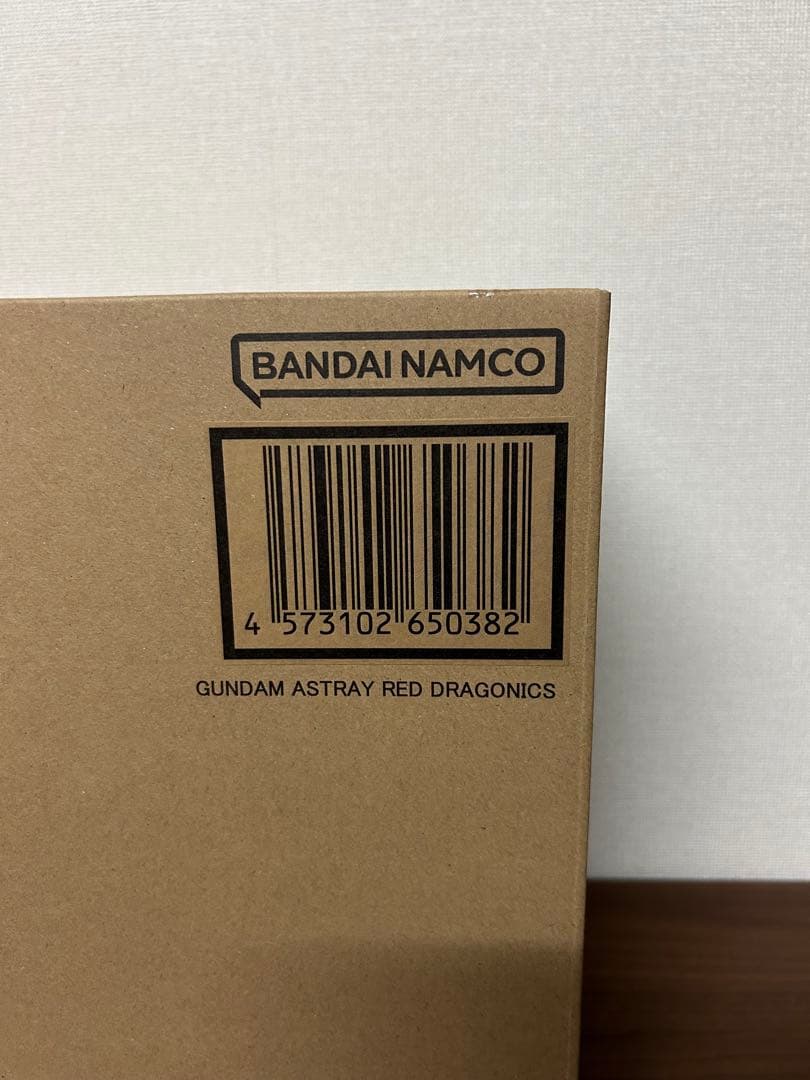 BANDAI NAMCO
4 573102 650382
GUNDAM ASTRAY RED DRAGONICS